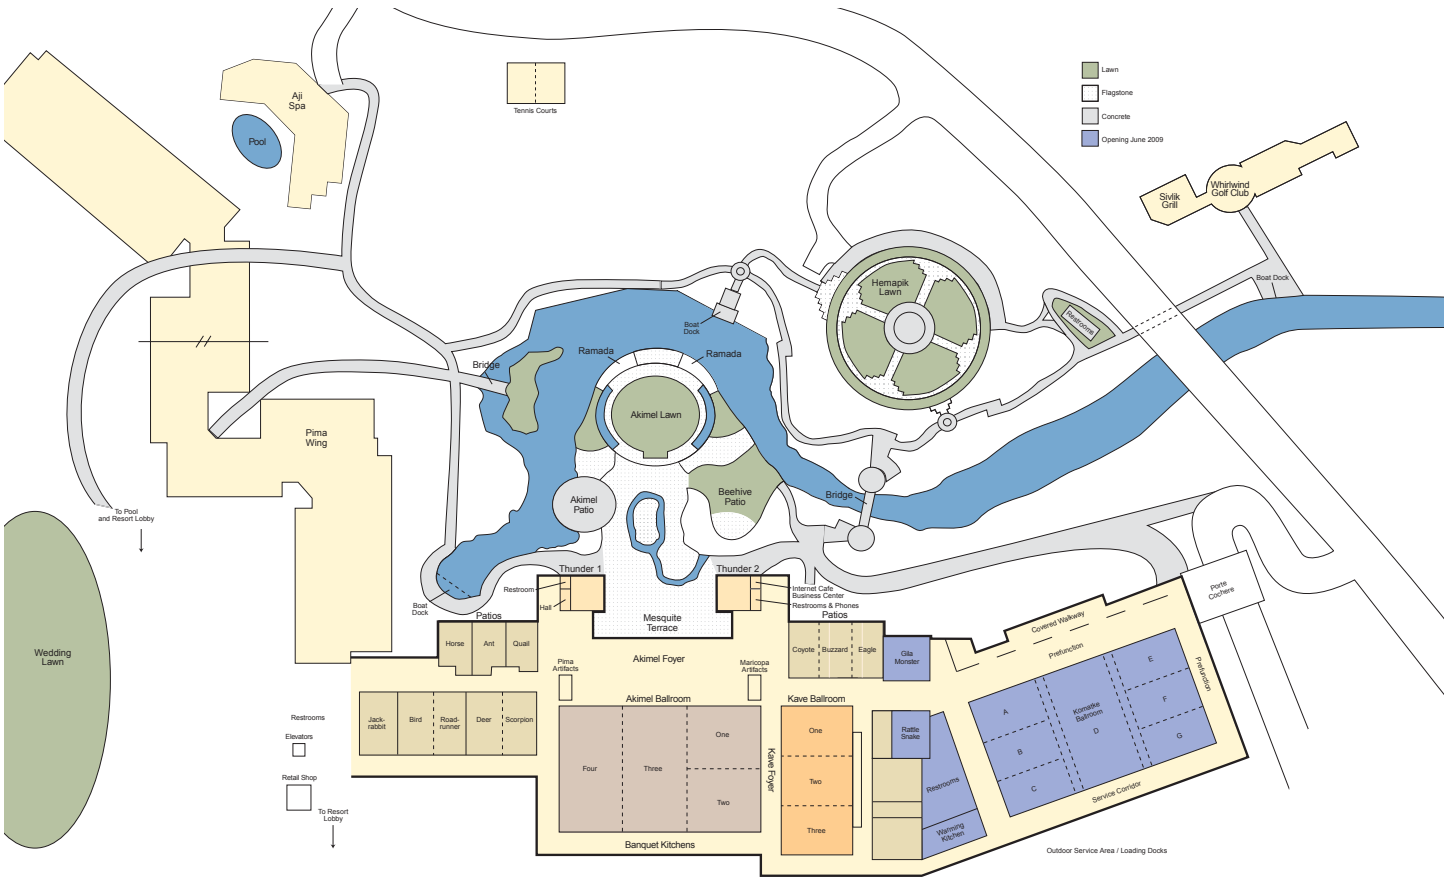 Lawn
Flagstone
Concrete
Opening June 2009
Aji
Spa
Pool
Tennis Courts
Whirlwind
Golf Club
Sivlik
Grill
Boat Dock
Hemapik
Lawn
Restrooms
Boat
Dock
Ramada
Ramada
Bridge
Akimel Lawn
Pima
Wing
Akimel
Patio
Beehive
Patio
Bridge
To Pool
and Resort Lobby
Wedding
Lawn
Boat
Dock
Patios
Thunder 1
Restroom
Hall
Thunder 2
Internet Cafe
Business Center
Restrooms & Phones
Patios
Mesquite
Terrace
Porte
Cochere
Covered Walkway
Prefunction
Prefunction
Horse
Ant
Quail
Akimel Foyer
Pima
Artifacts
Maricopa
Artifacts
Coyote
Buzzard
Eagle
Gila
Monster
Jack-
rabbit
Bird
Road-
runner
Deer
Scorpion
Akimel Ballroom
One
Two
Three
Four
Banquet Kitchens
Kave Foyer
Kave Ballroom
One
Two
Three
Rattle
Snake
Restrooms
Warming
Kitchen
Komatke
Ballroom
A
B
C
D
E
F
G
Service Corridor
Outdoor Service Area / Loading Docks
Restrooms
Elevators
Retail Shop
To Resort
Lobby